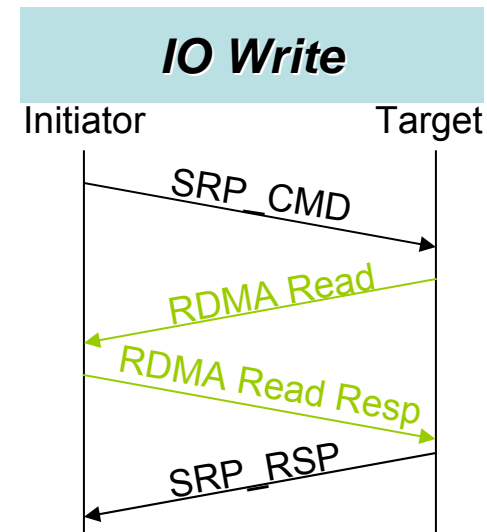 IO Write
Initiator Target
SRP_CMD
RDMA Read
RDMA Read Resp
SRP_RSP